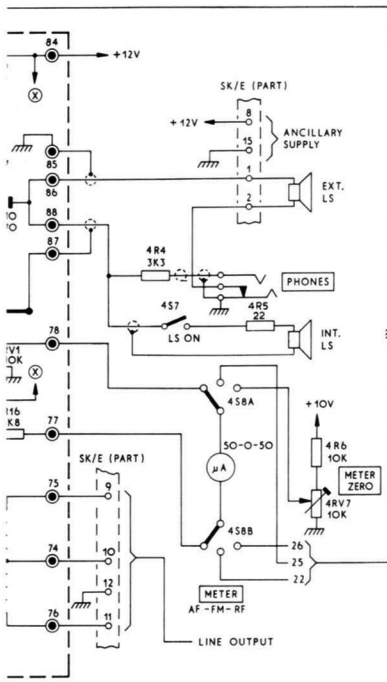 84
+12V
X
SK/E (PART)
+12V
8
15
ANCILLARY
SUPPLY
85
86
1
2
EXT.
LS
88
87
4R4
3K3
PHONES
4S7
LS ON
4R5
22
INT.
LS
78
RV1
10K
X
4S8A
+10V
R16
K8
77
50-0-50
μA
4R6
10K
METER
ZERO
4RV7
10K
SK/E (PART)
75
9
4S8B
26
25
22
74
10
12
METER
AF-FM-RF
76
11
LINE OUTPUT